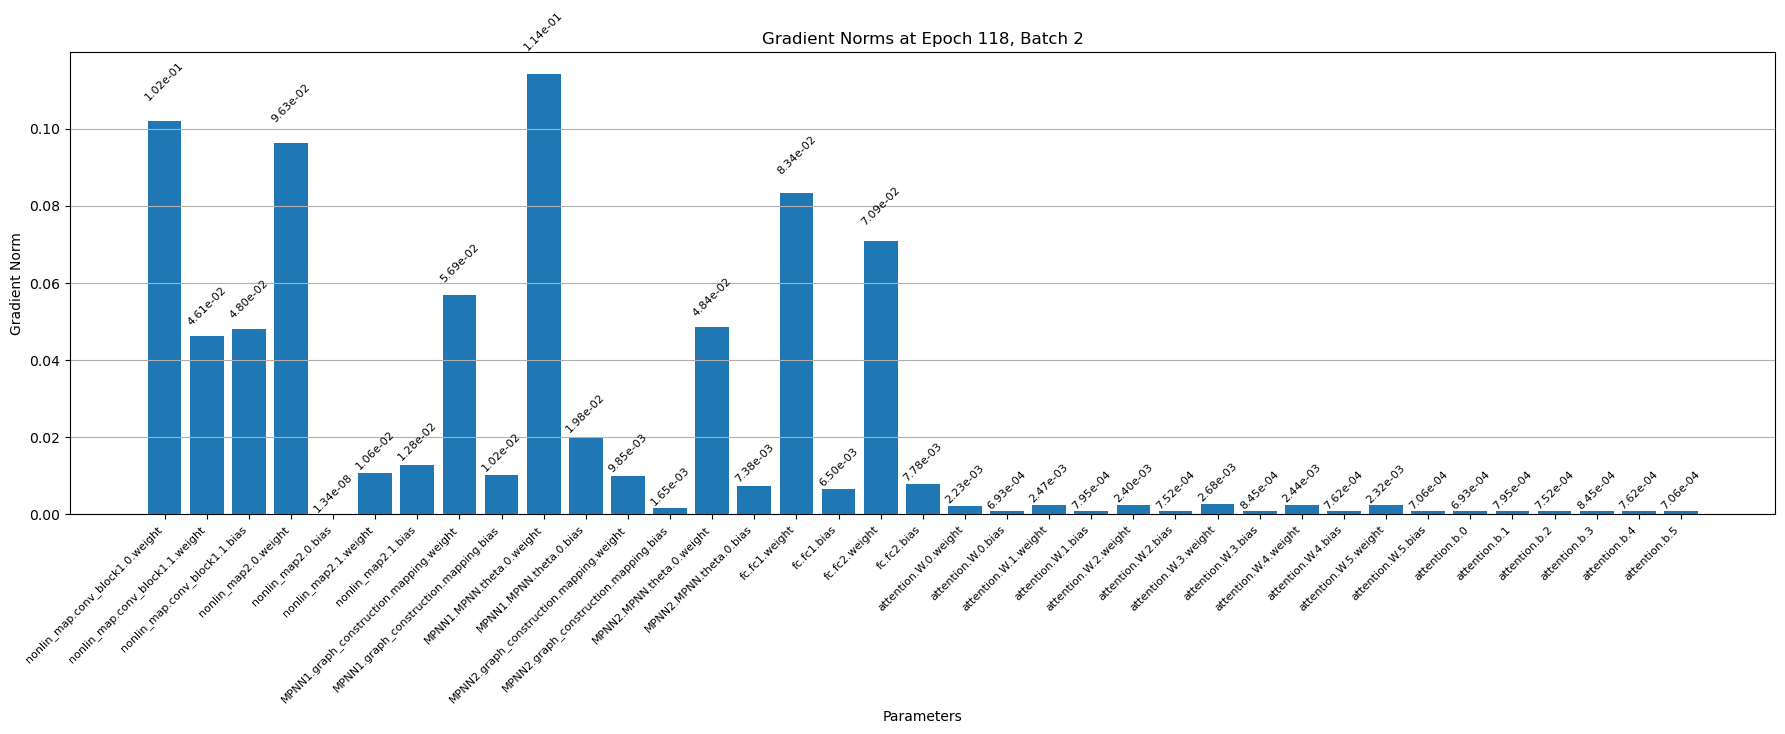 Gradient Norms at Epoch 118, Batch 2
Gradient Norm
0.10
0.08
0.06
0.04
0.02
0.00
1.02e-01
4.61e-02
4.80e-02
9.63e-02
1.34e-08
1.06e-02
1.28e-02
5.69e-02
1.02e-02
1.14e-01
1.98e-02
9.85e-03
1.65e-03
4.84e-02
7.38e-03
8.34e-02
6.50e-03
7.09e-02
7.78e-03
2.23e-03
6.93e-04
2.47e-03
7.95e-04
2.40e-03
7.52e-04
2.68e-03
8.45e-04
2.44e-03
7.62e-04
2.32e-03
7.06e-04
6.93e-04
7.95e-04
7.52e-04
8.45e-04
7.62e-04
7.06e-04
nonlin_map.conv_block1.0.weight
nonlin_map.conv_block1.1.weight
nonlin_map.conv_block1.1.bias
nonlin_map2.0.weight
nonlin_map2.0.bias
nonlin_map2.1.weight
nonlin_map2.1.bias
MPNN1.graph_construction.mapping.weight
MPNN1.graph_construction.mapping.bias
MPNN1.MPNN.theta.0.weight
MPNN1.MPNN.theta.0.bias
MPNN2.graph_construction.mapping.weight
MPNN2.graph_construction.mapping.bias
MPNN2.MPNN.theta.0.weight
MPNN2.MPNN.theta.0.bias
fc.fc1.weight
fc.fc1.bias
fc.fc2.weight
fc.fc2.bias
attention.W.0.weight
attention.W.0.bias
attention.W.1.weight
attention.W.1.bias
attention.W.2.weight
attention.W.2.bias
attention.W.3.weight
attention.W.3.bias
attention.W.4.weight
attention.W.4.bias
attention.W.5.weight
attention.W.5.bias
attention.b.0
attention.b.1
attention.b.2
attention.b.3
attention.b.4
attention.b.5
Parameters